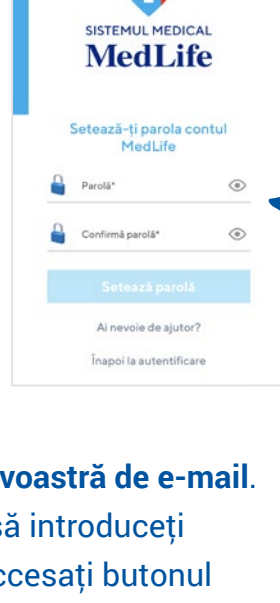 SISTEMUL MEDICAL
MedLife
Setează-ți parola contul
MedLife
Parolă*
Confirmă parolă*
Setează parolă
Ai nevoie de ajutor?
Înapoi la autentificare
voastră de e-mail.
să introduceți
ccesați butonul